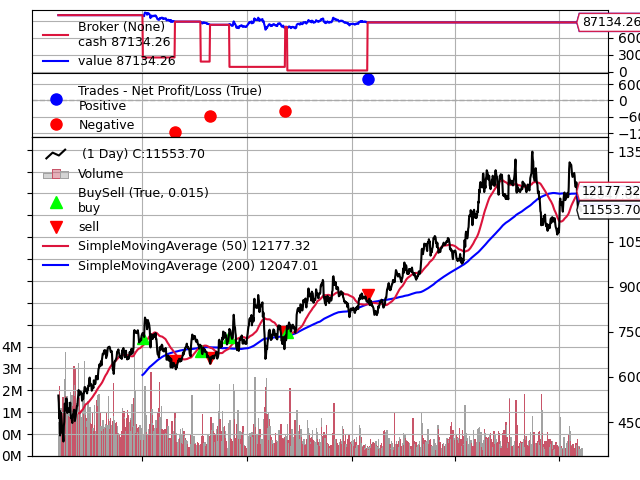 Broker (None)
cash 87134.26
value 87134.26
87134.26
600
300
0
Trades - Net Profit/Loss (True)
Positive
Negative
600
0
−60
−12
(1 Day) C:11553.70
Volume
BuySell (True, 0.015)
buy
sell
SimpleMovingAverage (50) 12177.32
SimpleMovingAverage (200) 12047.01
135
12177.32
11553.70
105
900
750
600
450
4M
3M
2M
1M
0M
0M